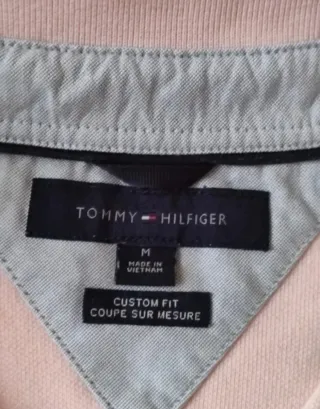 TOMMY HILFIGER
M
MADE IN
VIETNAM
CUSTOM FIT
COUPE SUR MESURE